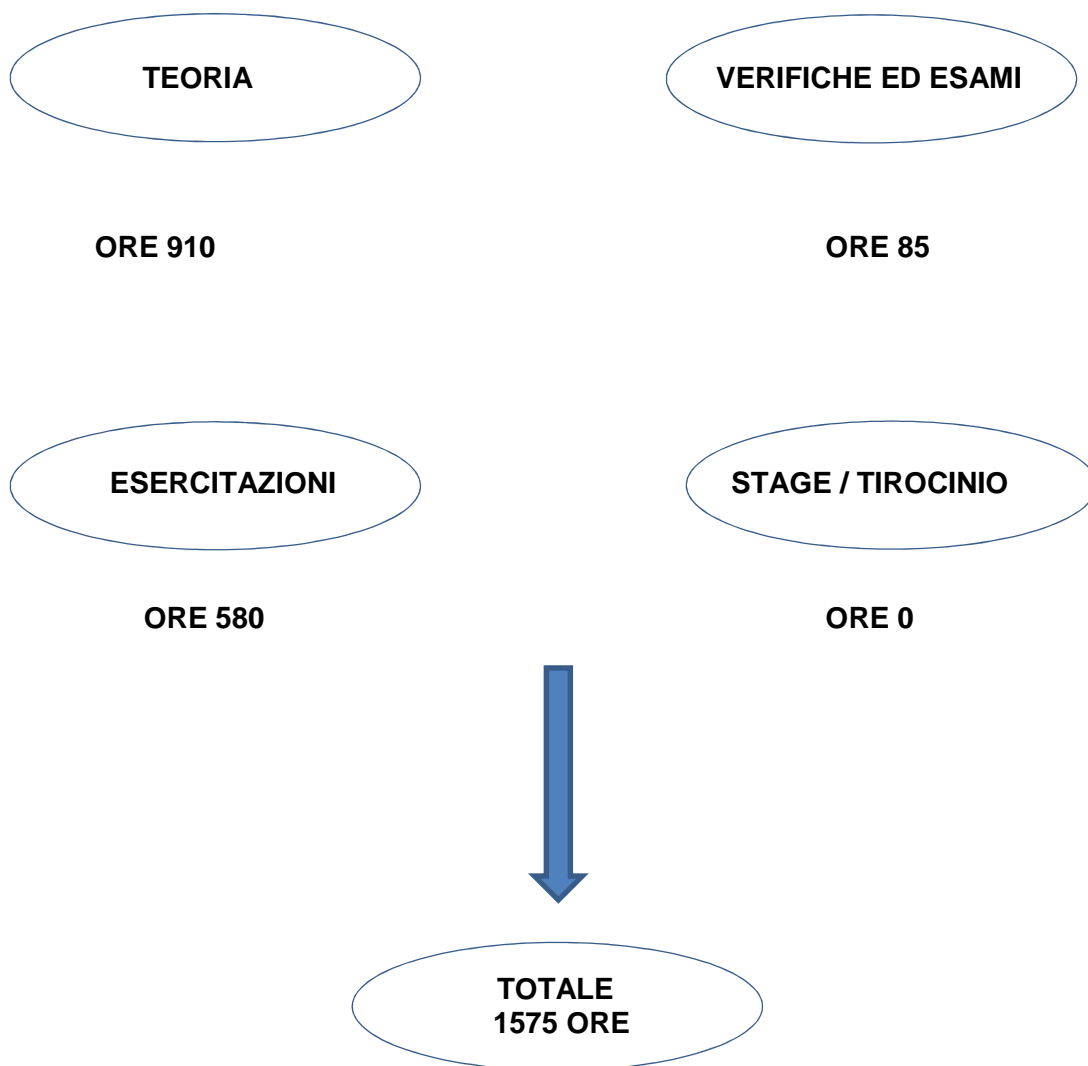 TEORIA
VERIFICHE ED ESAMI
ORE 910
ORE 85
ESERCITAZIONI
STAGE / TIROCINIO
ORE 580
ORE 0
TOTALE
1575 ORE